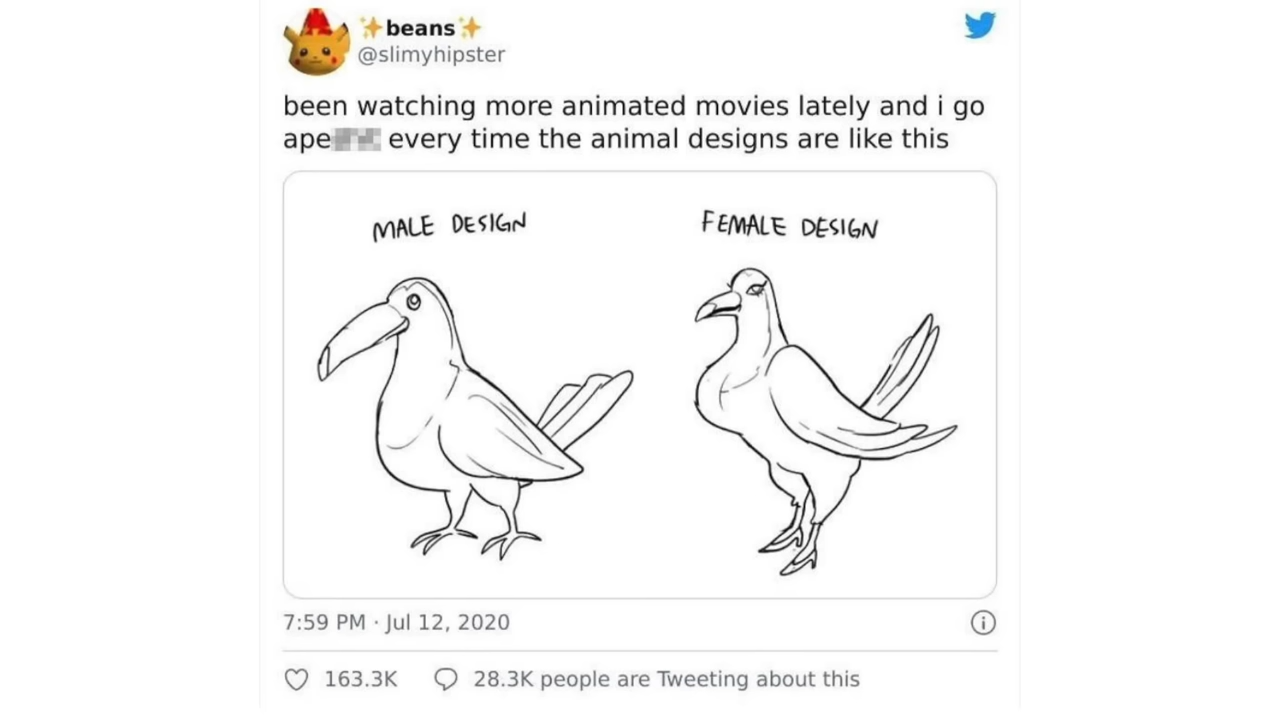 ✨beans✨
@slimyhipster
been watching more animated movies lately and i go
ape every time the animal designs are like this
MALE DESIGN
FEMALE DESIGN
7:59 PM · Jul 12, 2020
163.3K
28.3K people are Tweeting about this